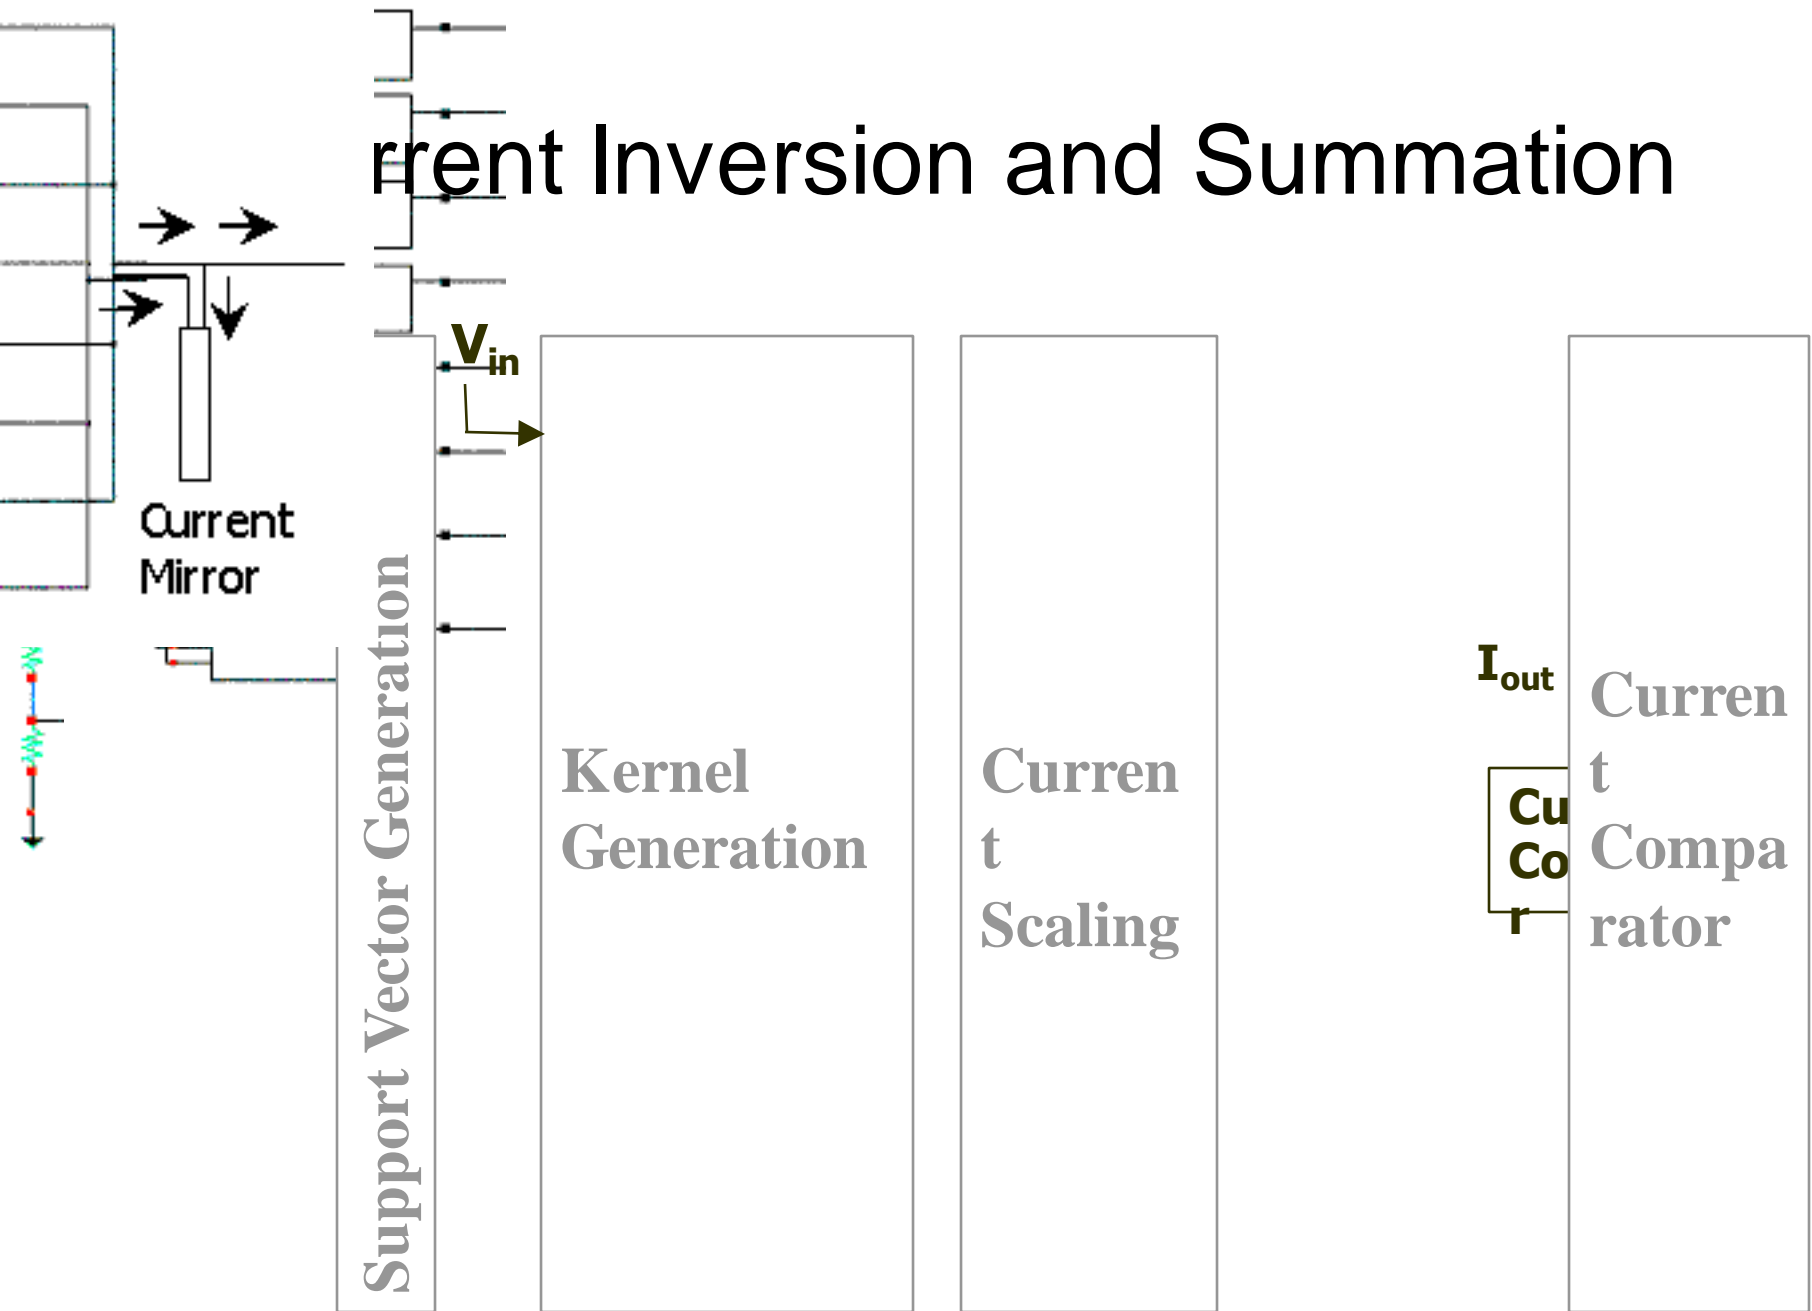 rrent Inversion and Summation
Vin
Current
Mirror
Support Vector Generation
Kernel
Generation
Curren
t
Scaling
Iout
Cu
Co
r
Curren
t
Compa
rator